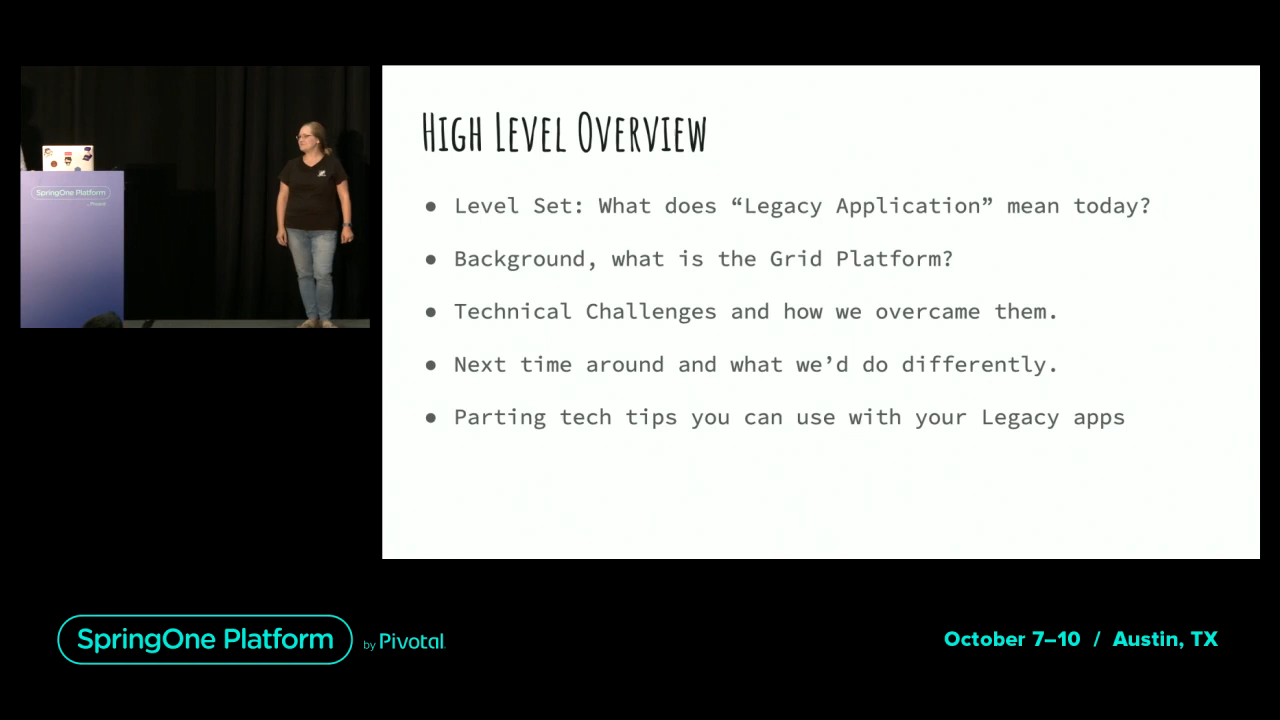 SpringOne Platform
by Pivotal
High Level Overview
● Level Set: What does “Legacy Application” mean today?
● Background, what is the Grid Platform?
● Technical Challenges and how we overcame them.
● Next time around and what we’d do differently.
● Parting tech tips you can use with your Legacy apps
SpringOne Platform by Pivotal
October 7–10 / Austin, TX